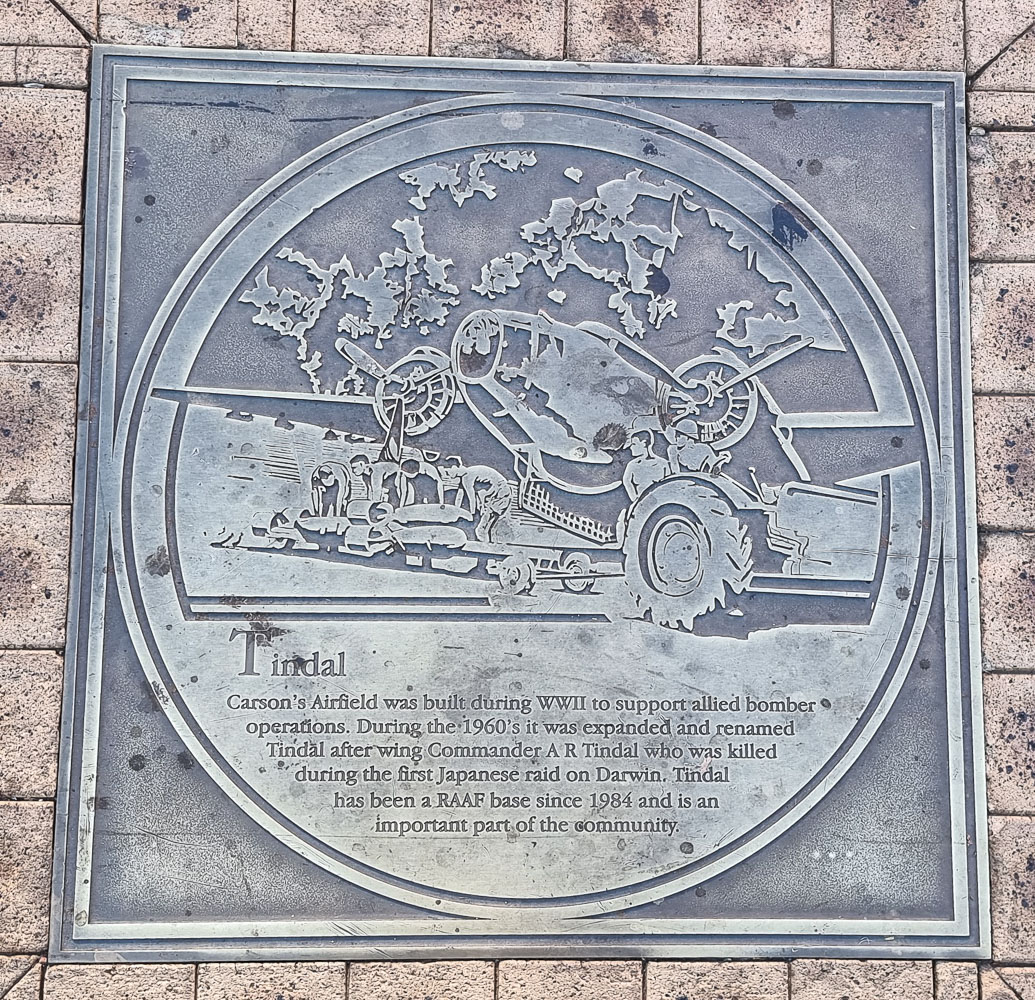 Tindal
Carson's Airfield was built during WWII to support allied bomber
operations. During the 1960's it was expanded and renamed
Tindal after wing Commander A R Tindal who was killed
during the first Japanese raid on Darwin. Tindal
has been a RAAF base since 1984 and is an
important part of the community.